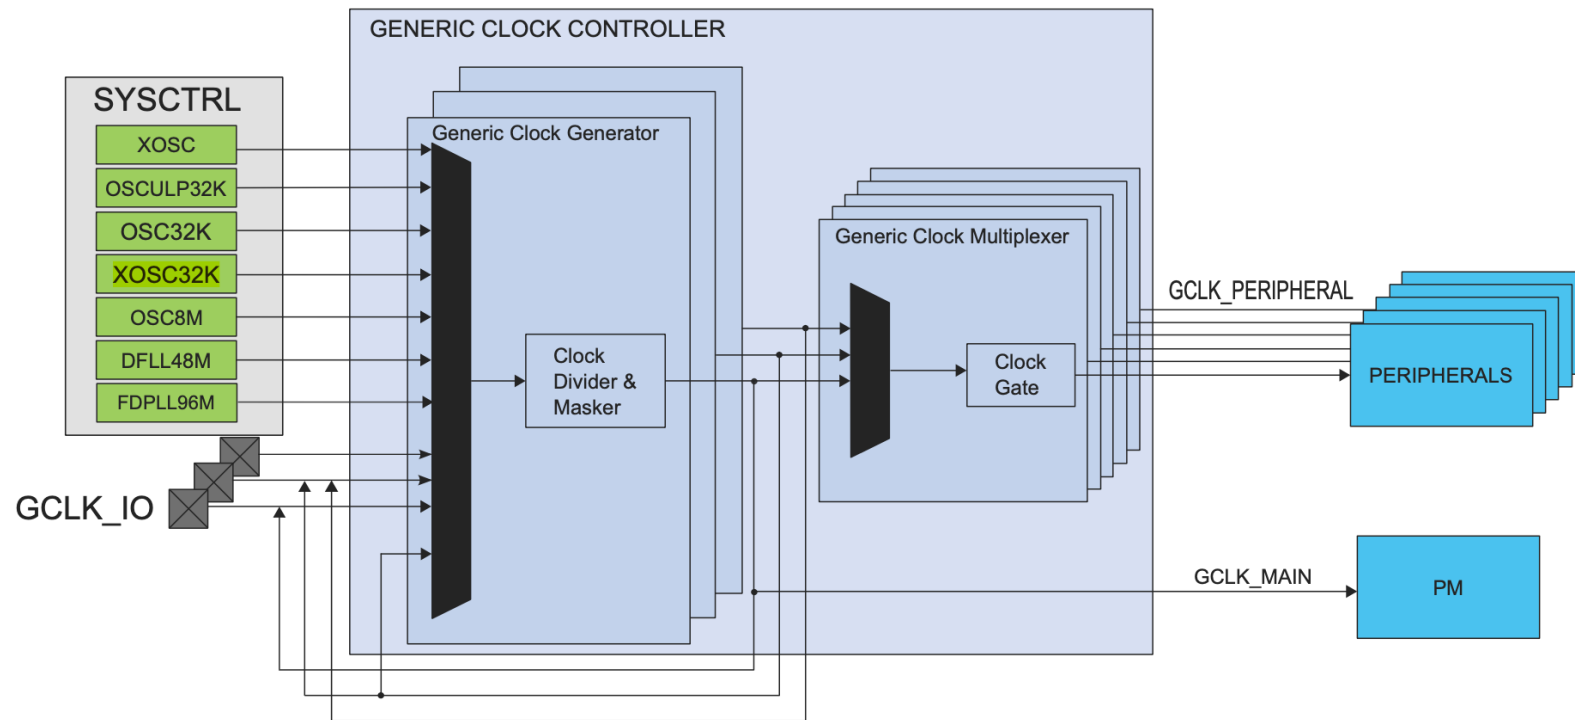 GENERIC CLOCK CONTROLLER
SYSCTRL
XOSC
OSCULP32K
OSC32K
XOSC32K
OSC8M
DFLL48M
FDPLL96M
GCLK_IO
Generic Clock Generator
Clock
Divider &
Masker
Generic Clock Multiplexer
Clock
Gate
GCLK_PERIPHERAL
PERIPHERALS
GCLK_MAIN
PM